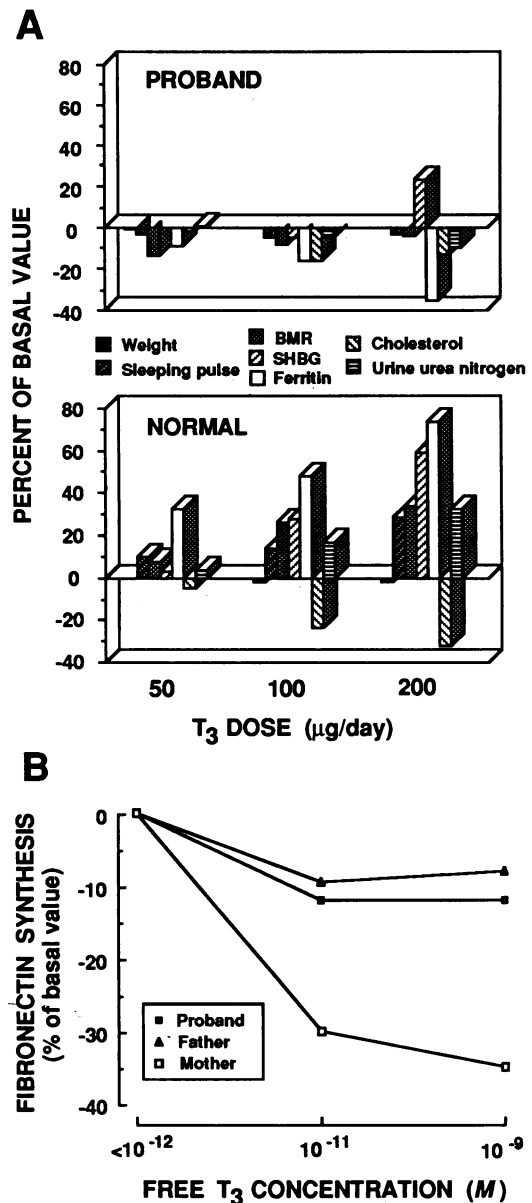 A
PERCENT OF BASAL VALUE
80
60
40
20
0
-20
-40
PROBAND
Weight
Sleeping pulse
BMR
SHBG
Ferritin
Cholesterol
Urine urea nitrogen
80
60
40
20
0
-20
-40
NORMAL
50 100 200
T3 DOSE (µg/day)
B
FIBRONECTIN SYNTHESIS
(% of basal value)
0
-10
-20
-30
-40
Proband
Father
Mother
<10-12 10-11 10-9
FREE T3 CONCENTRATION (M)